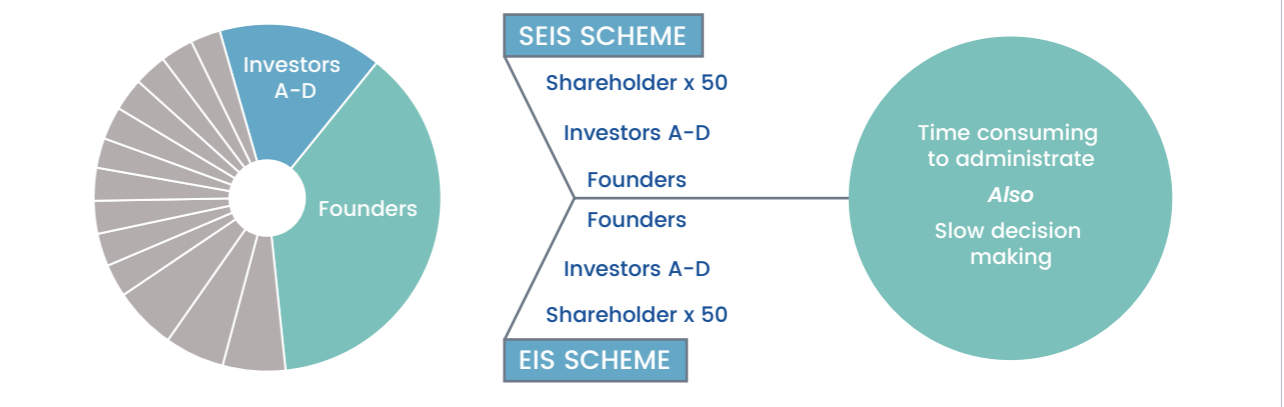 Investors
A-D
Founders
SEIS SCHEME
Shareholder x 50
Investors A-D
Founders
Founders
Investors A-D
Shareholder x 50
EIS SCHEME
Time consuming
to administrate
Also
Slow decision
making